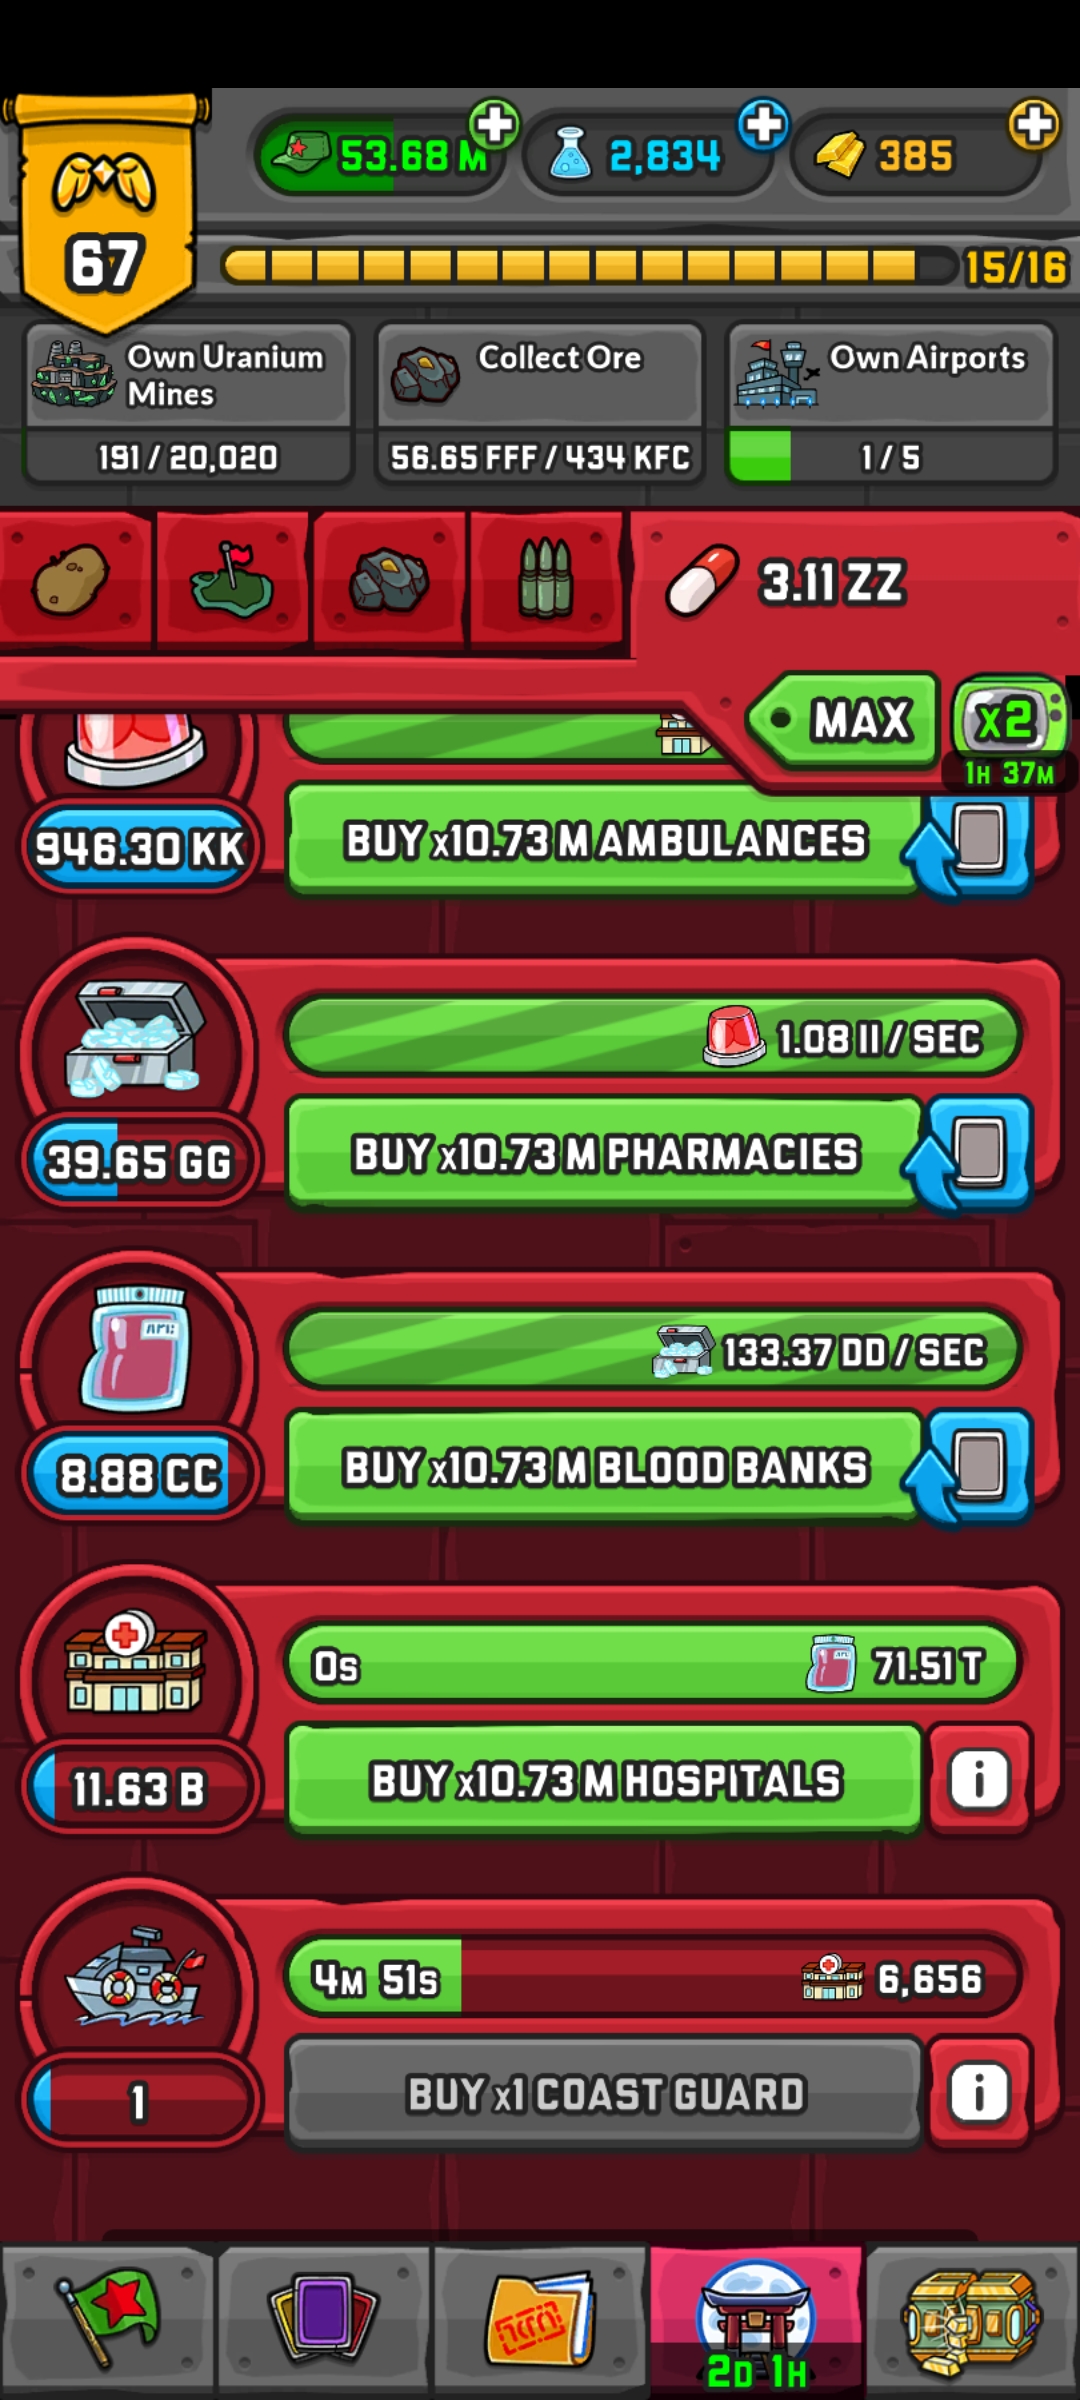 53.68 M
2,834
385
67
15/16
Own Uranium
Mines
Collect Ore
Own Airports
191 / 20,020
56.65 FFF / 434 KFC
1 / 5
3.11 ZZ
MAX
x2
1H 37M
946.30 KK
BUY x10.73 M AMBULANCES
1.08 II / SEC
39.65 GG
BUY x10.73 M PHARMACIES
133.37 DD / SEC
8.88 CC
BUY x10.73 M BLOOD BANKS
0s
71.51 T
11.63 B
BUY x10.73 M HOSPITALS
i
4M 51s
6,656
1
BUY x1 COAST GUARD
i
2D 1H